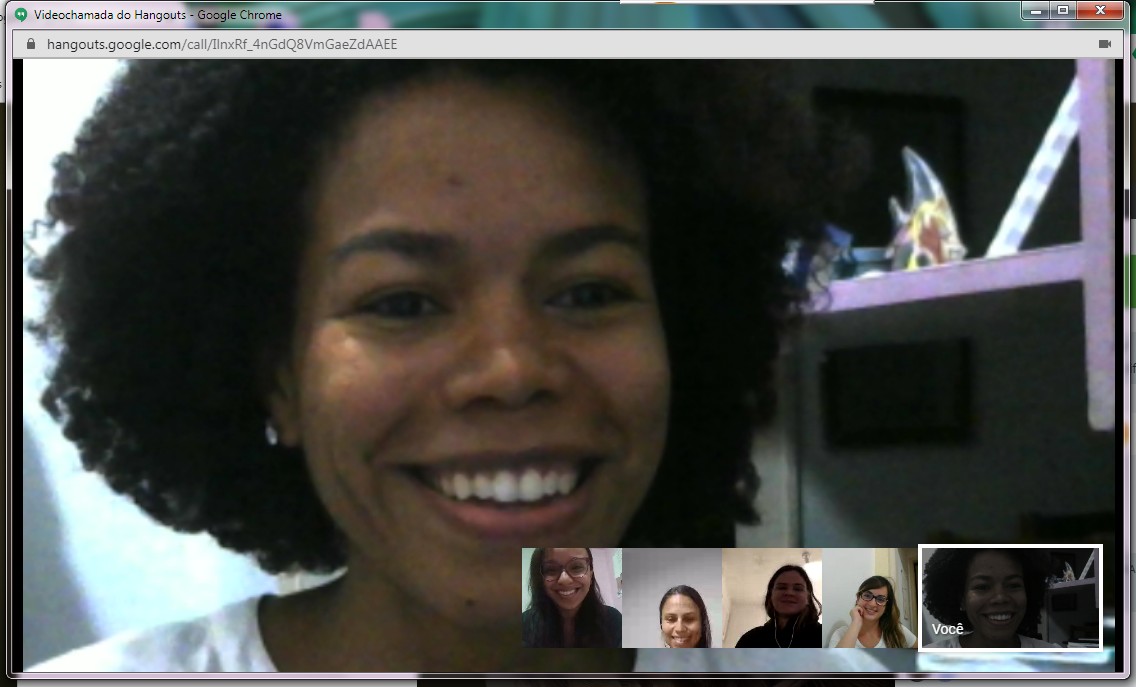 Videochamada do Hangouts - Google Chrome
hangouts.google.com/call/IlnxRf_4nGdQ8VmGaeZdAAEE
Você